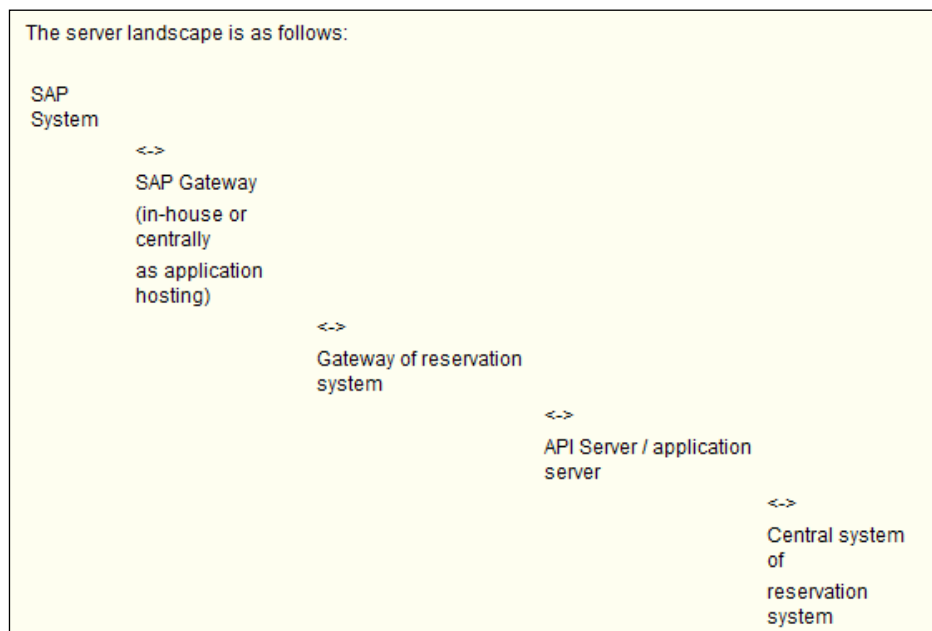 The server landscape is as follows:
SAP
System
<->
SAP Gateway
(in-house or
centrally
as application
hosting)
<->
Gateway of reservation
system
<->
API Server / application
server
<->
Central system
of
reservation
system